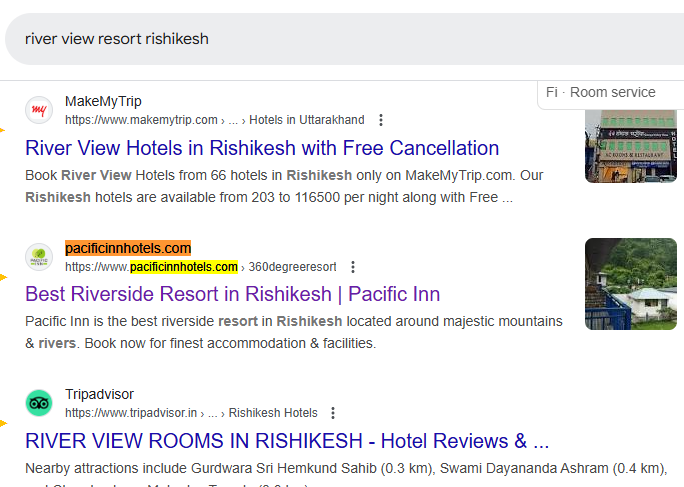 river view resort rishikesh
Fi · Room service
my
MakeMyTrip
https://www.makemytrip.com › ... › Hotels in Uttarakhand
River View Hotels in Rishikesh with Free Cancellation
Book River View Hotels from 66 hotels in Rishikesh only on MakeMyTrip.com. Our
Rishikesh hotels are available from 203 to 116500 per night along with Free ...
AC ROOMS & RESTAURANT
HOTEL
PACIFIC
pacificinnhotels.com
https://www.pacificinnhotels.com › 360degreeresort
Best Riverside Resort in Rishikesh | Pacific Inn
Pacific Inn is the best riverside resort in Rishikesh located around majestic mountains
& rivers. Book now for finest accommodation & facilities.
Tripadvisor
https://www.tripadvisor.in › ... › Rishikesh Hotels
RIVER VIEW ROOMS IN RISHIKESH - Hotel Reviews & ...
Nearby attractions include Gurdwara Sri Hemkund Sahib (0.3 km), Swami Dayananda Ashram (0.4 km),